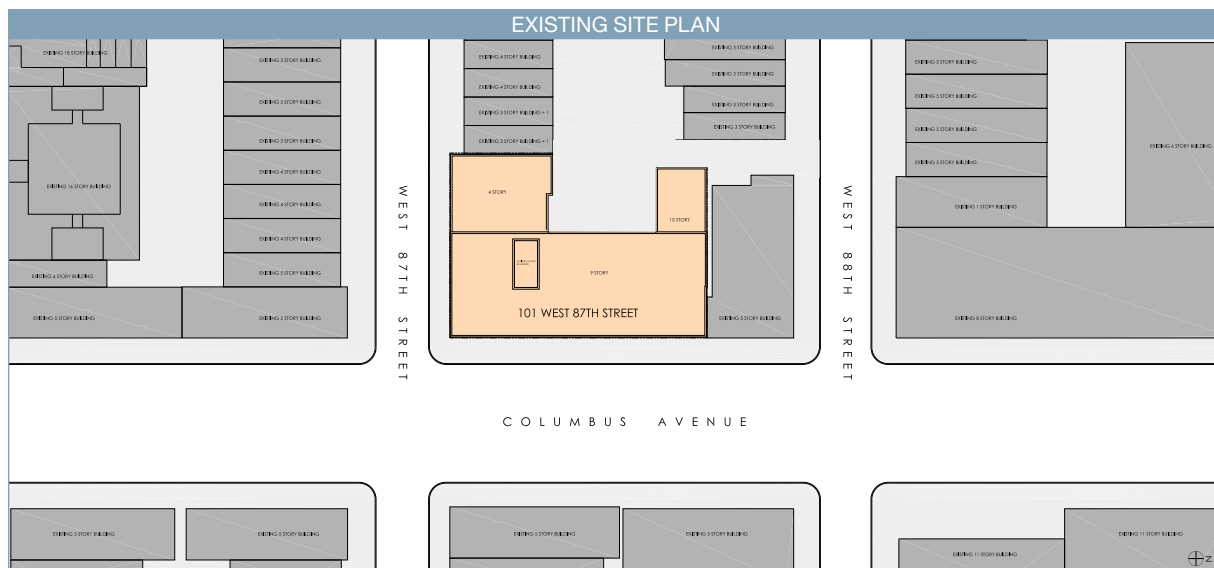 EXISTING SITE PLAN
EXISTING 18 STORY BUILDING
EXISTING 3 STORY BUILDING
EXISTING 4 STORY BUILDING
EXISTING 3 STORY BUILDING
EXISTING 5 STORY BUILDING
EXISTING 3 STORY BUILDING
EXISTING 4 STORY BUILDING
EXISTING 3 STORY BUILDING
EXISTING 5 STORY BUILDING
EXISTING 3 STORY BUILDING + 1
EXISTING 3 STORY BUILDING
EXISTING 3 STORY BUILDING
EXISTING 3 STORY BUILDING
EXISTING 5 STORY BUILDING
EXISTING 3 STORY BUILDING + 1
EXISTING 6 STORY BUILDING
EXISTING 4 STORY BUILDING
EXISTING 5 STORY BUILDING
EXISTING 16 STORY BUILDING
4 STORY
WEST 87TH STREET
WEST 88TH STREET
EXISTING 4 STORY BUILDING
EXISTING 1 STORY BUILDING
10 STORY
EXISTING 4 STORY BUILDING
EXISTING 4 STORY BUILDING
EXISTING 5 STORY BUILDING
9 STORY
101 WEST 87TH STREET
EXISTING 5 STORY BUILDING
EXISTING 5 STORY BUILDING
EXISTING 5 STORY BUILDING
EXISTING 8 STORY BUILDING
COLUMBUS AVENUE
EXISTING 5 STORY BUILDING
EXISTING 5 STORY BUILDING
EXISTING 5 STORY BUILDING
EXISTING 5 STORY BUILDING
EXISTING 11 STORY BUILDING
EXISTING 11 STORY BUILDING
Z